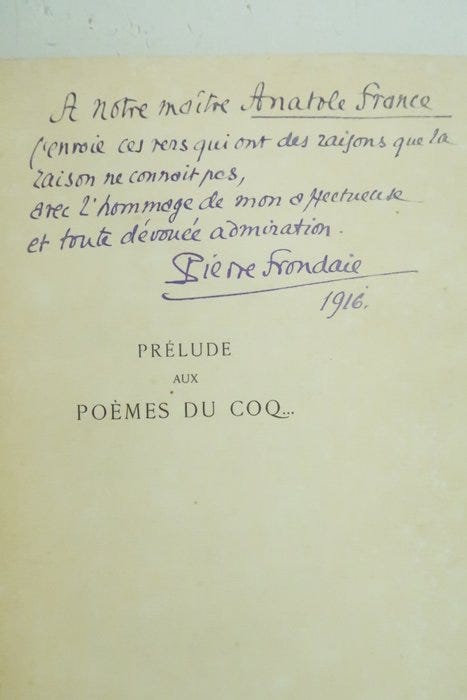 A notre maître Anatole France
j'envoie ces vers qui ont des raisons que la
raison ne connait pas,
avec l'hommage de mon affectueuse
et toute dévouée admiration.
Pierre Frondaie
1916.
PRÉLUDE
AUX
POÈMES DU COQ...